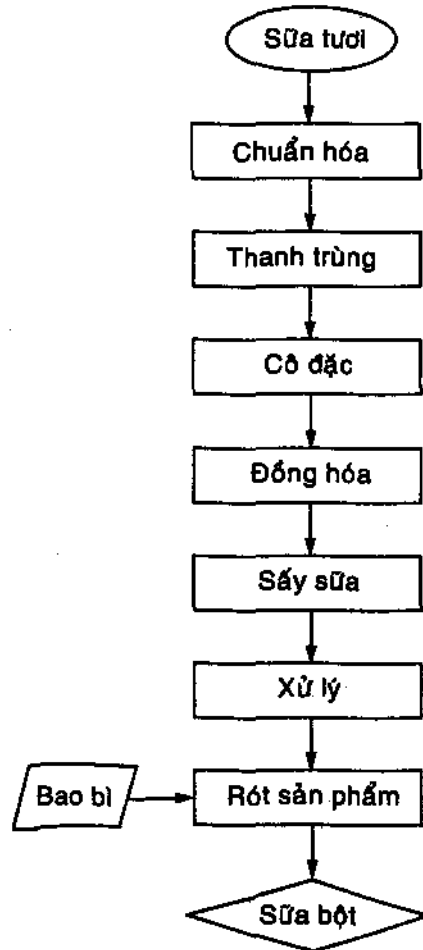 Sữa tươi
Chuẩn hóa
Thanh trùng
Cô đặc
Đồng hóa
Sấy sữa
Xử lý
Bao bì
Rót sản phẩm
Sữa bột